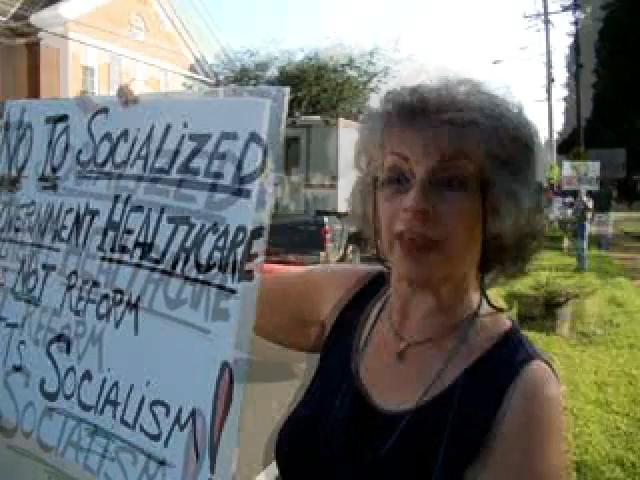 NO TO SOCIALIZED
GOVERNMENT HEALTHCARE
NOT REFORM
SOCIALISM!